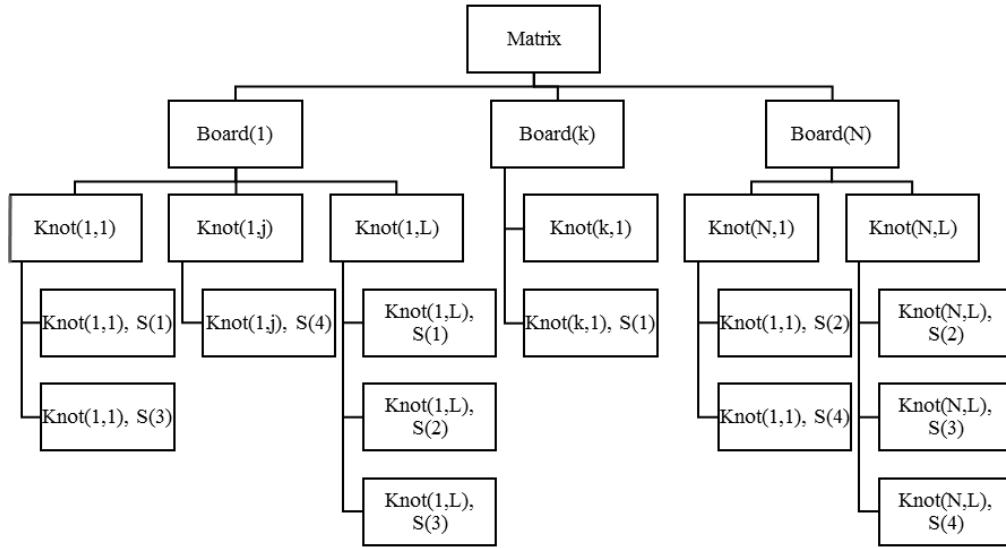 Matrix
Board(1)
Board(k)
Board(N)
Knot(1,1)
Knot(1,j)
Knot(1,L)
Knot(k,1)
Knot(N,1)
Knot(N,L)
Knot(1,1), S(1)
Knot(1,j), S(4)
Knot(1,L),
S(1)
Knot(k,1), S(1)
Knot(1,1), S(2)
Knot(N,L),
S(2)
Knot(1,1), S(3)
Knot(1,L),
S(2)
Knot(1,1), S(4)
Knot(N,L),
S(3)
Knot(1,L),
S(3)
Knot(N,L),
S(4)